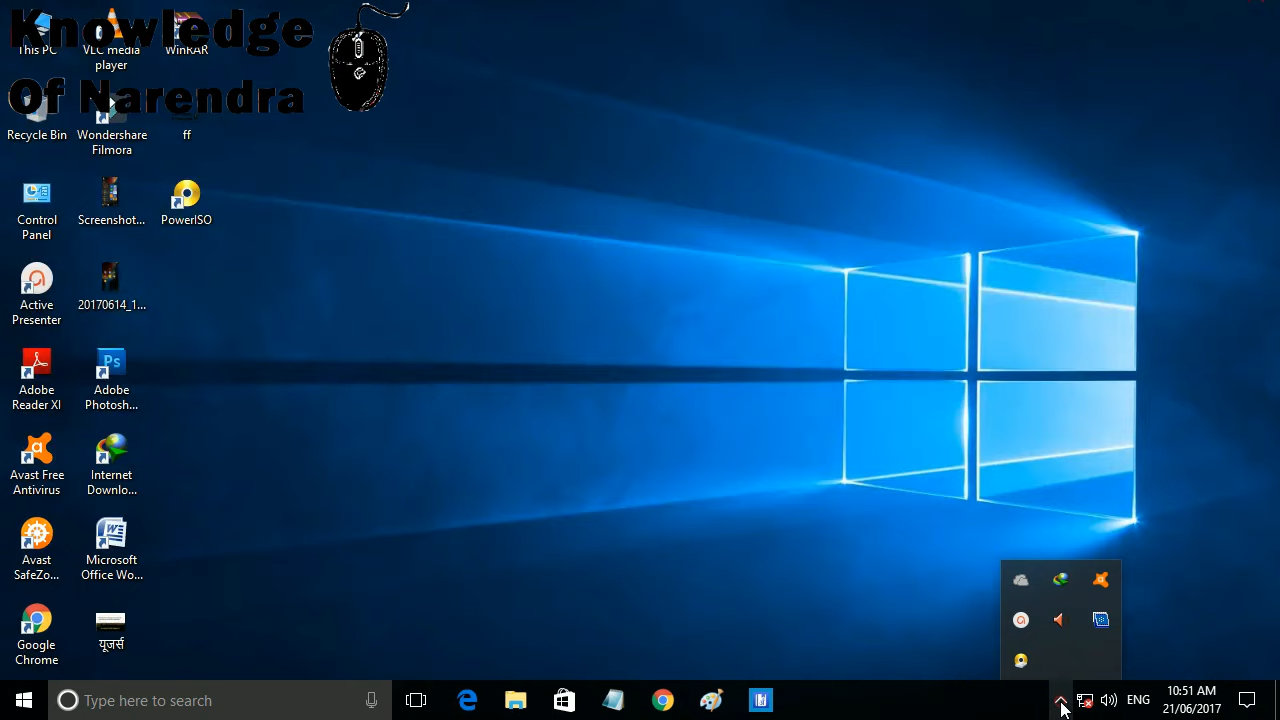 Knowledge
Of Narendra
This PC
VLC media
player
WinRAR
Recycle Bin
Wondershare
Filmora
ff
Control
Panel
Screenshot...
PowerISO
Active
Presenter
20170614_1...
Adobe
Reader XI
Ps
Adobe
Photosh...
Avast Free
Antivirus
Internet
Downlo...
Avast
SafeZo...
Microsoft
Office Wo...
Google
Chrome
यूजर्स
Type here to search
ENG
10:51 AM
21/06/2017